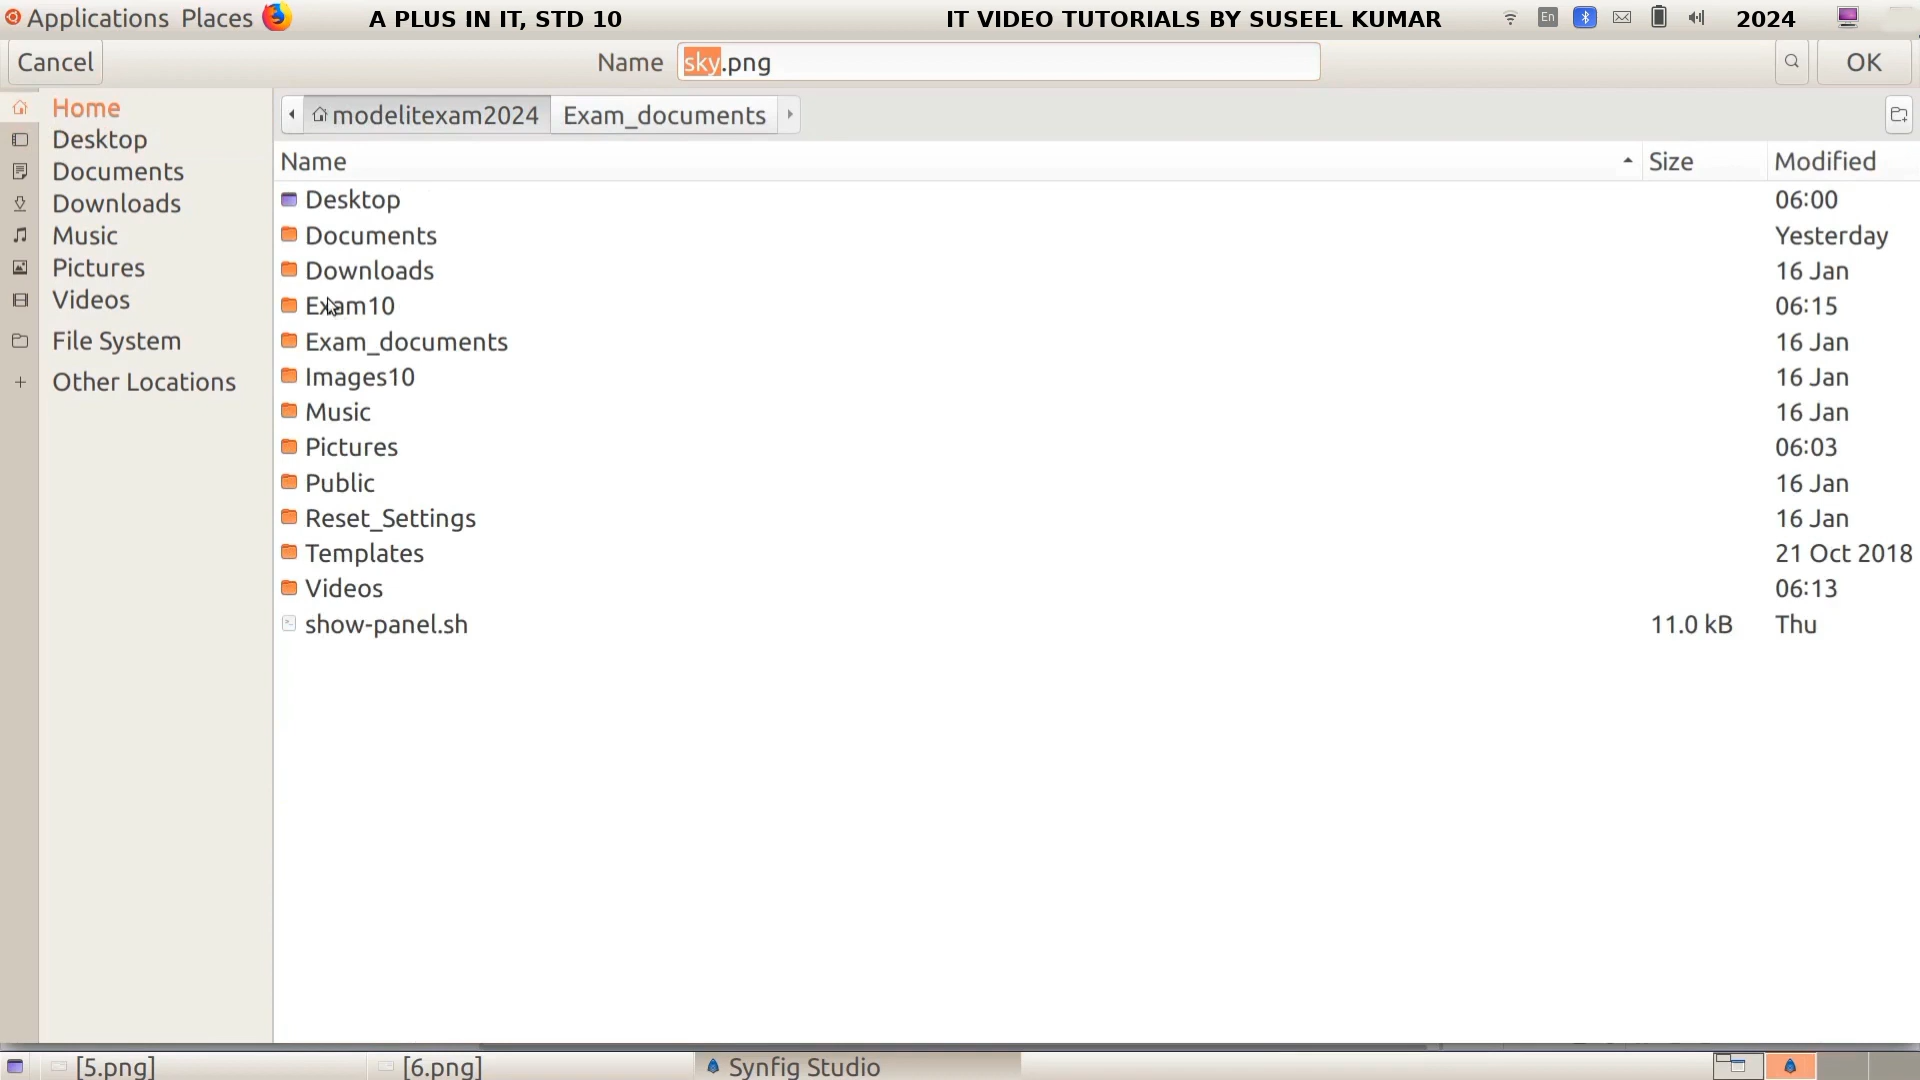 Applications Places A PLUS IN IT, STD 10 IT VIDEO TUTORIALS BY SUSEEL KUMAR En 2024
Cancel Name sky.png OK
Home modelitexam2024 Exam_documents
Desktop
Documents
Downloads
Music
Pictures
Videos
File System
Other Locations
Name Size Modified
Desktop 06:00
Documents Yesterday
Downloads 16 Jan
Exam10 06:15
Exam_documents 16 Jan
Images10 16 Jan
Music 16 Jan
Pictures 06:03
Public 16 Jan
Reset_Settings 16 Jan
Templates 21 Oct 2018
Videos 06:13
show-panel.sh 11.0 kB Thu
[5.png] [6.png] Synfig Studio